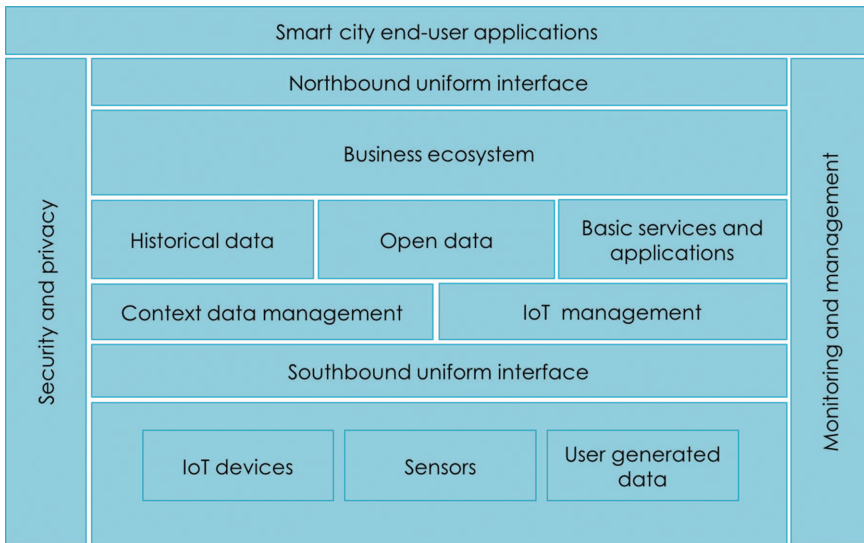 Smart city end-user applications
Northbound uniform interface
Business ecosystem
Historical data
Open data
Basic services and
applications
Context data management
IoT management
Southbound uniform interface
IoT devices
Sensors
User generated
data
Security and privacy
Monitoring and management